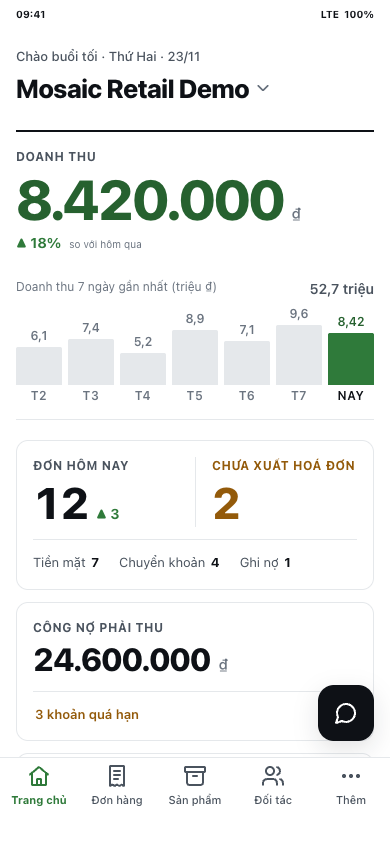 09:41
LTE 100%
Chào buổi tối · Thứ Hai · 23/11
Mosaic Retail Demo
DOANH THU
8.420.000 ₫
▲ 18% so với hôm qua
Doanh thu 7 ngày gần nhất (triệu ₫)
52,7 triệu
6,1 7,4 5,2 8,9 7,1 9,6 8,42
T2 T3 T4 T5 T6 T7 NAY
ĐƠN HÔM NAY
12 ▲ 3
CHƯA XUẤT HOÁ ĐƠN
2
Tiền mặt 7 Chuyển khoản 4 Ghi nợ 1
CÔNG NỢ PHẢI THU
24.600.000 ₫
3 khoản quá hạn
Trang chủ Đơn hàng Sản phẩm Đối tác Thêm